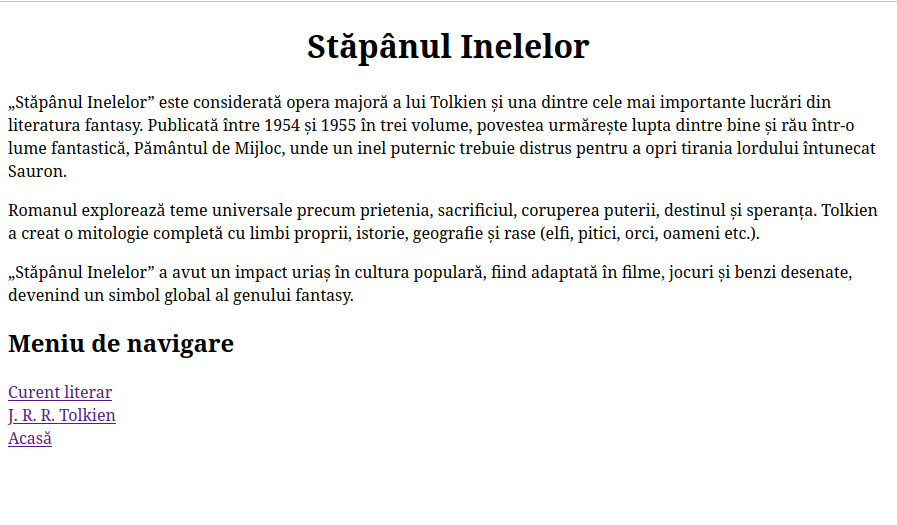 Stăpânul Inelelor
„Stăpânul Inelelor” este considerată opera majoră a lui Tolkien și una dintre cele mai importante lucrări din
literatura fantasy. Publicată între 1954 și 1955 în trei volume, povestea urmărește lupta dintre bine și rău într-o
lume fantastică, Pământul de Mijloc, unde un inel puternic trebuie distrus pentru a opri tirania lordului întunecat
Sauron.
Romanul explorează teme universale precum prietenia, sacrificiul, coruperea puterii, destinul și speranța. Tolkien
a creat o mitologie completă cu limbi proprii, istorie, geografie și rase (elfi, pitici, orci, oameni etc.).
„Stăpânul Inelelor” a avut un impact uriaș în cultura populară, fiind adaptată în filme, jocuri și benzi desenate,
devenind un simbol global al genului fantasy.
Meniu de navigare
Curent literar
J. R. R. Tolkien
Acasă